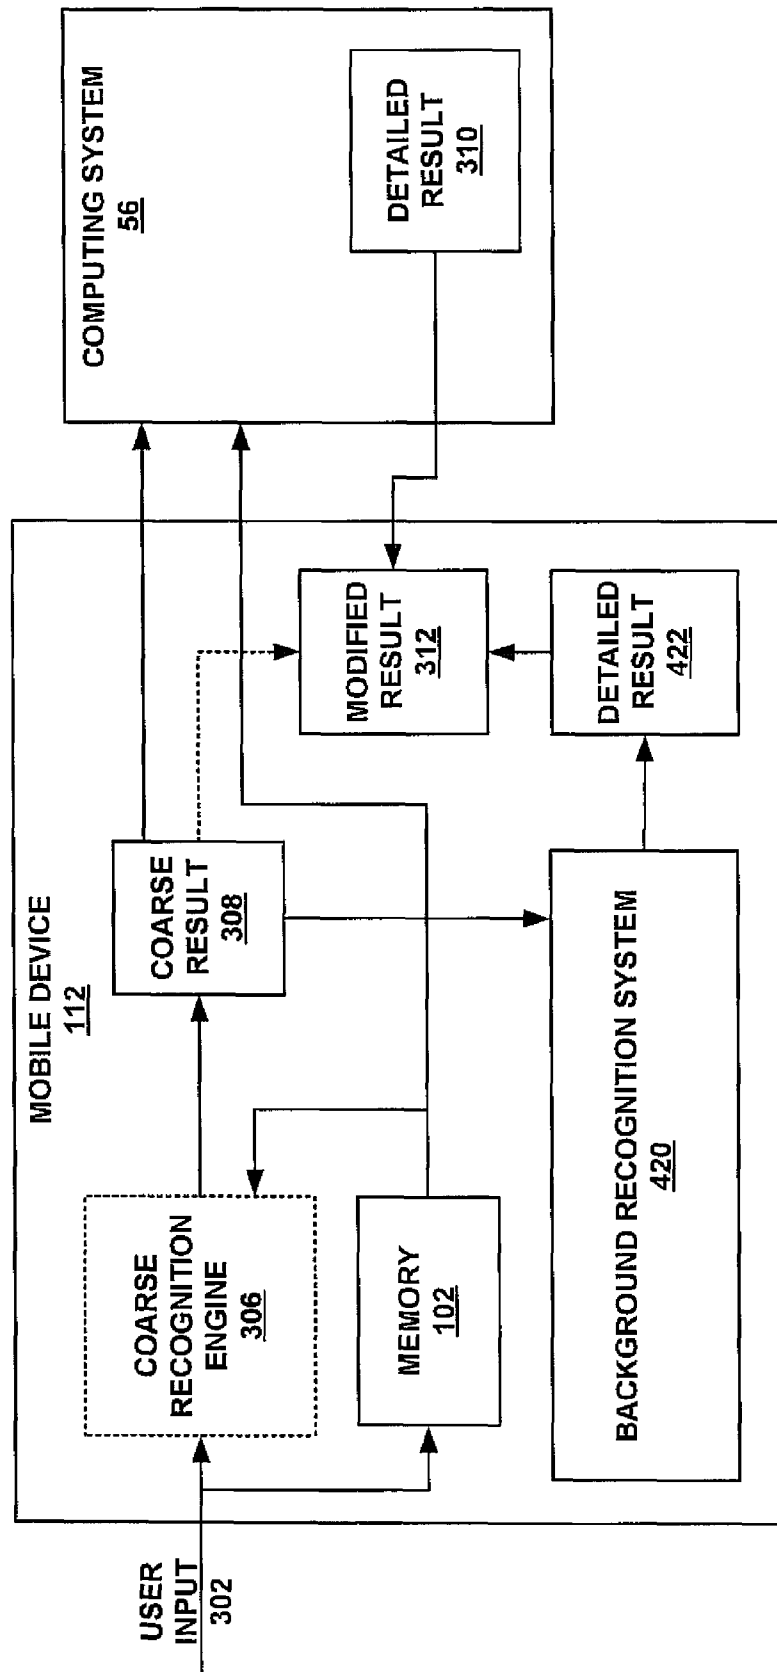 USER
INPUT
302
MOBILE DEVICE
112
COARSE
RECOGNITION
ENGINE
306
MEMORY
102
COARSE
RESULT
308
MODIFIED
RESULT
312
BACKGROUND RECOGNITION SYSTEM
420
DETAILED
RESULT
422
COMPUTING SYSTEM
56
DETAILED
RESULT
310